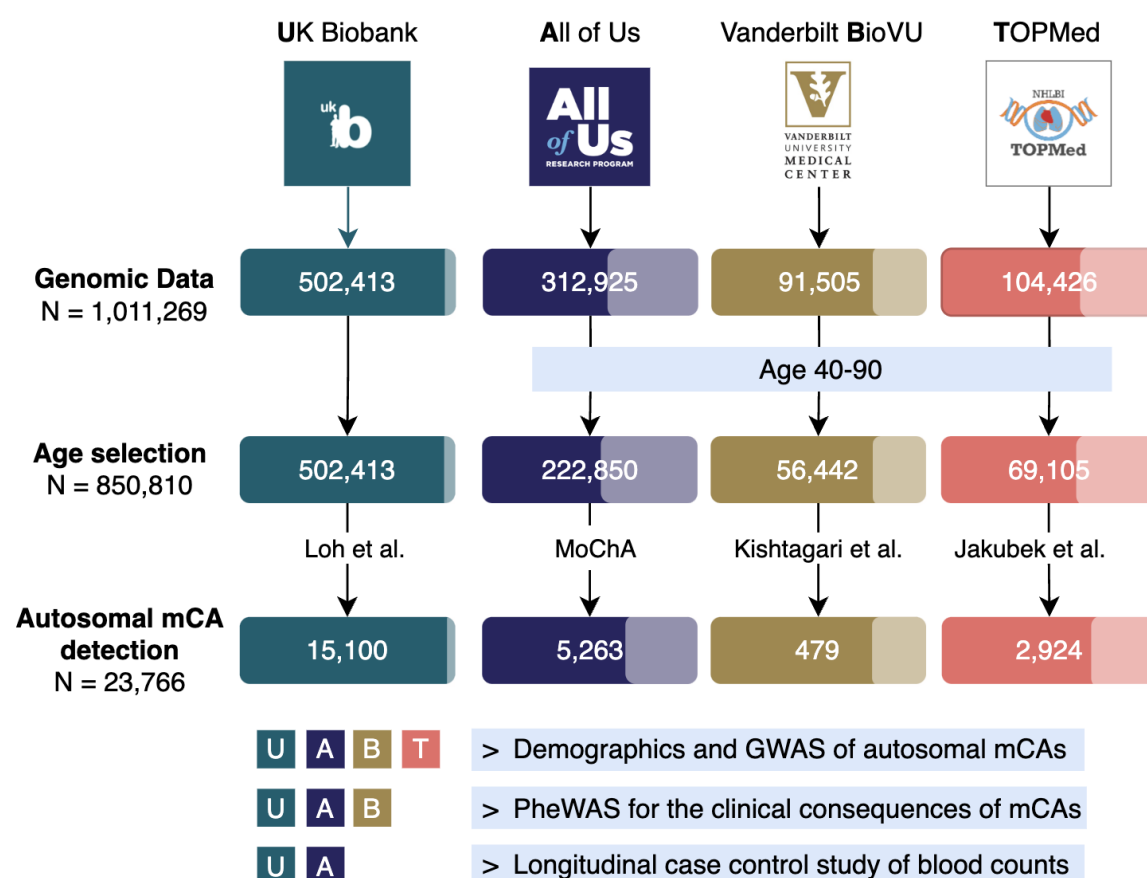 UK Biobank
All of Us
Vanderbilt BioVU
TOPMed
uk
b
All
of Us
RESEARCH PROGRAM
V
VANDERBILT
UNIVERSITY
MEDICAL
CENTER
NHLBI
TOPMed
Genomic Data
N = 1,011,269
502,413
312,925
91,505
104,426
Age 40-90
Age selection
N = 850,810
502,413
222,850
56,442
69,105
Loh et al.
MoChA
Kishtagari et al.
Jakubek et al.
Autosomal mCA
detection
N = 23,766
15,100
5,263
479
2,924
U A B T > Demographics and GWAS of autosomal mCAs
U A B > PheWAS for the clinical consequences of mCAs
U A > Longitudinal case control study of blood counts